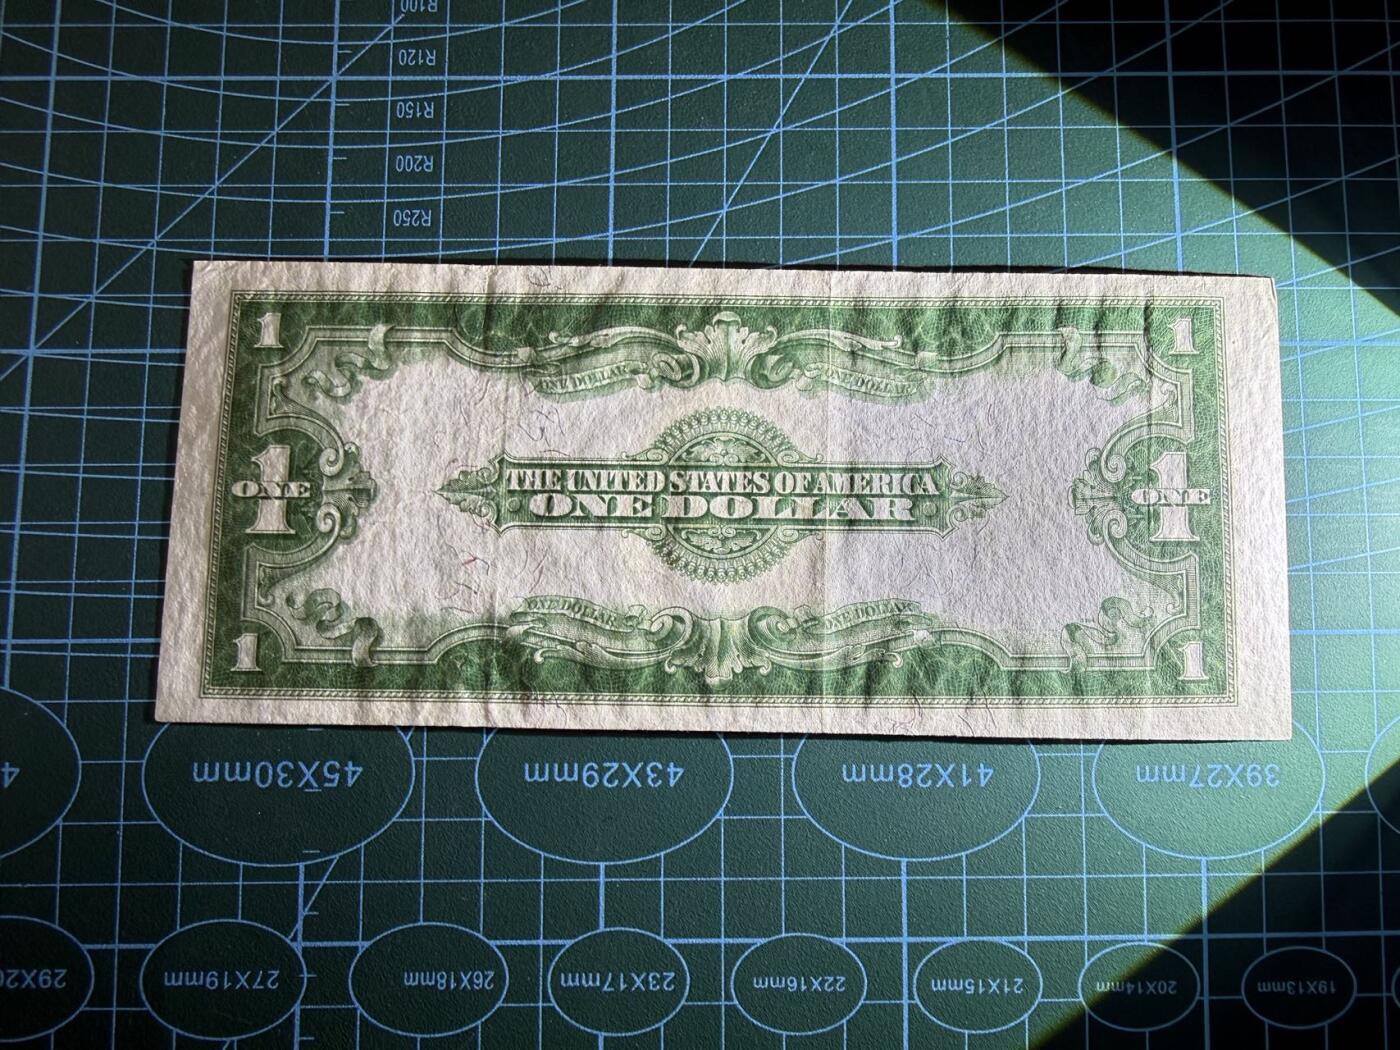 R100
R120
R150
R200
R250
1
1
ONE DOLLAR
ONE DOLLAR
1
ONE
THE UNITED STATES OF AMERICA
ONE DOLLAR
1
ONE
ONE DOLLAR
ONE DOLLAR
1
1
45X30mm
43X29mm
41X28mm
39X27mm
27X19mm
26X18mm
23X17mm
22X16mm
21X15mm
20X14mm
19X13mm